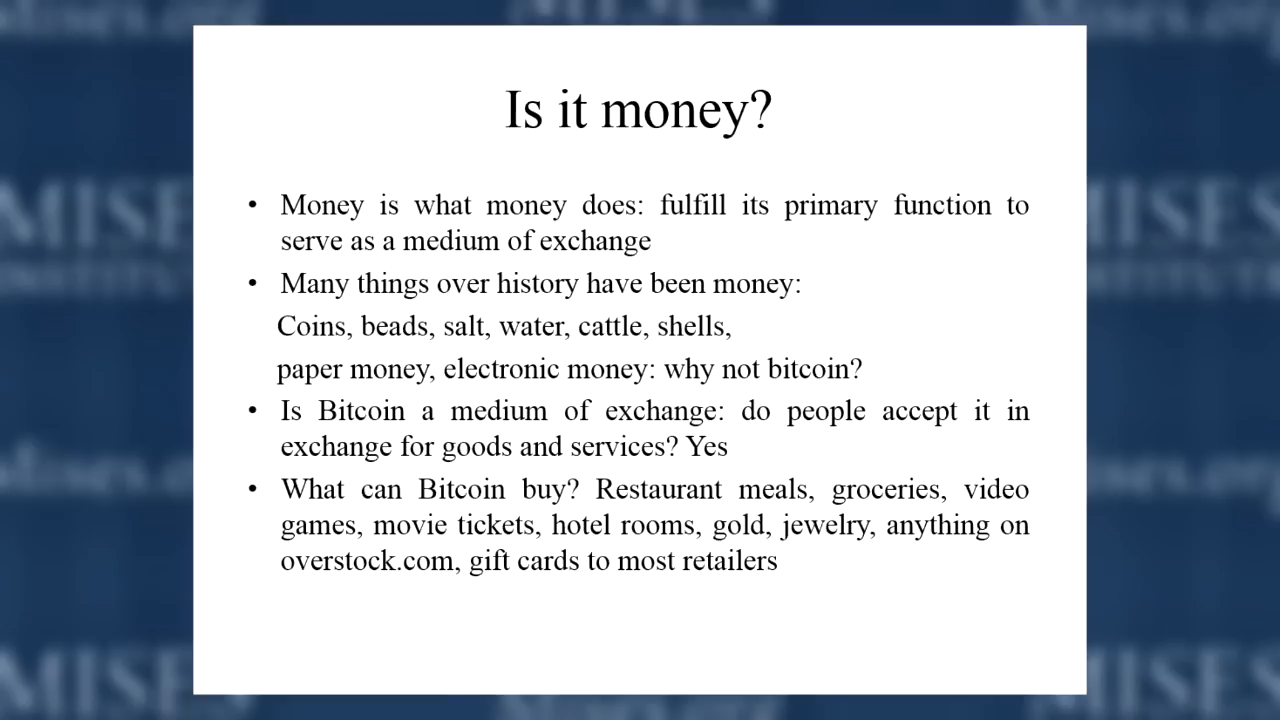 Is it money?
• Money is what money does: fulfill its primary function to
serve as a medium of exchange
• Many things over history have been money:
Coins, beads, salt, water, cattle, shells,
paper money, electronic money: why not bitcoin?
• Is Bitcoin a medium of exchange: do people accept it in
exchange for goods and services? Yes
• What can Bitcoin buy? Restaurant meals, groceries, video
games, movie tickets, hotel rooms, gold, jewelry, anything on
overstock.com, gift cards to most retailers